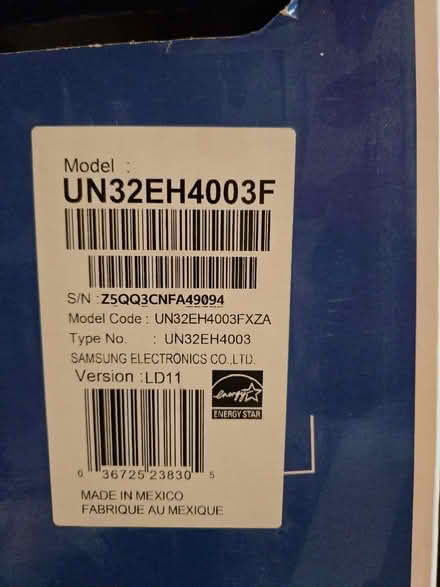 Model :
UN32EH4003F
S/N :Z5QQ3CNFA49094
Model Code : UN32EH4003FXZA
Type No. : UN32EH4003
SAMSUNG ELECTRONICS CO.,LTD.
Version :LD11
energy
ENERGY STAR
0 36725 23830 5
MADE IN MEXICO
FABRIQUE AU MEXIQUE